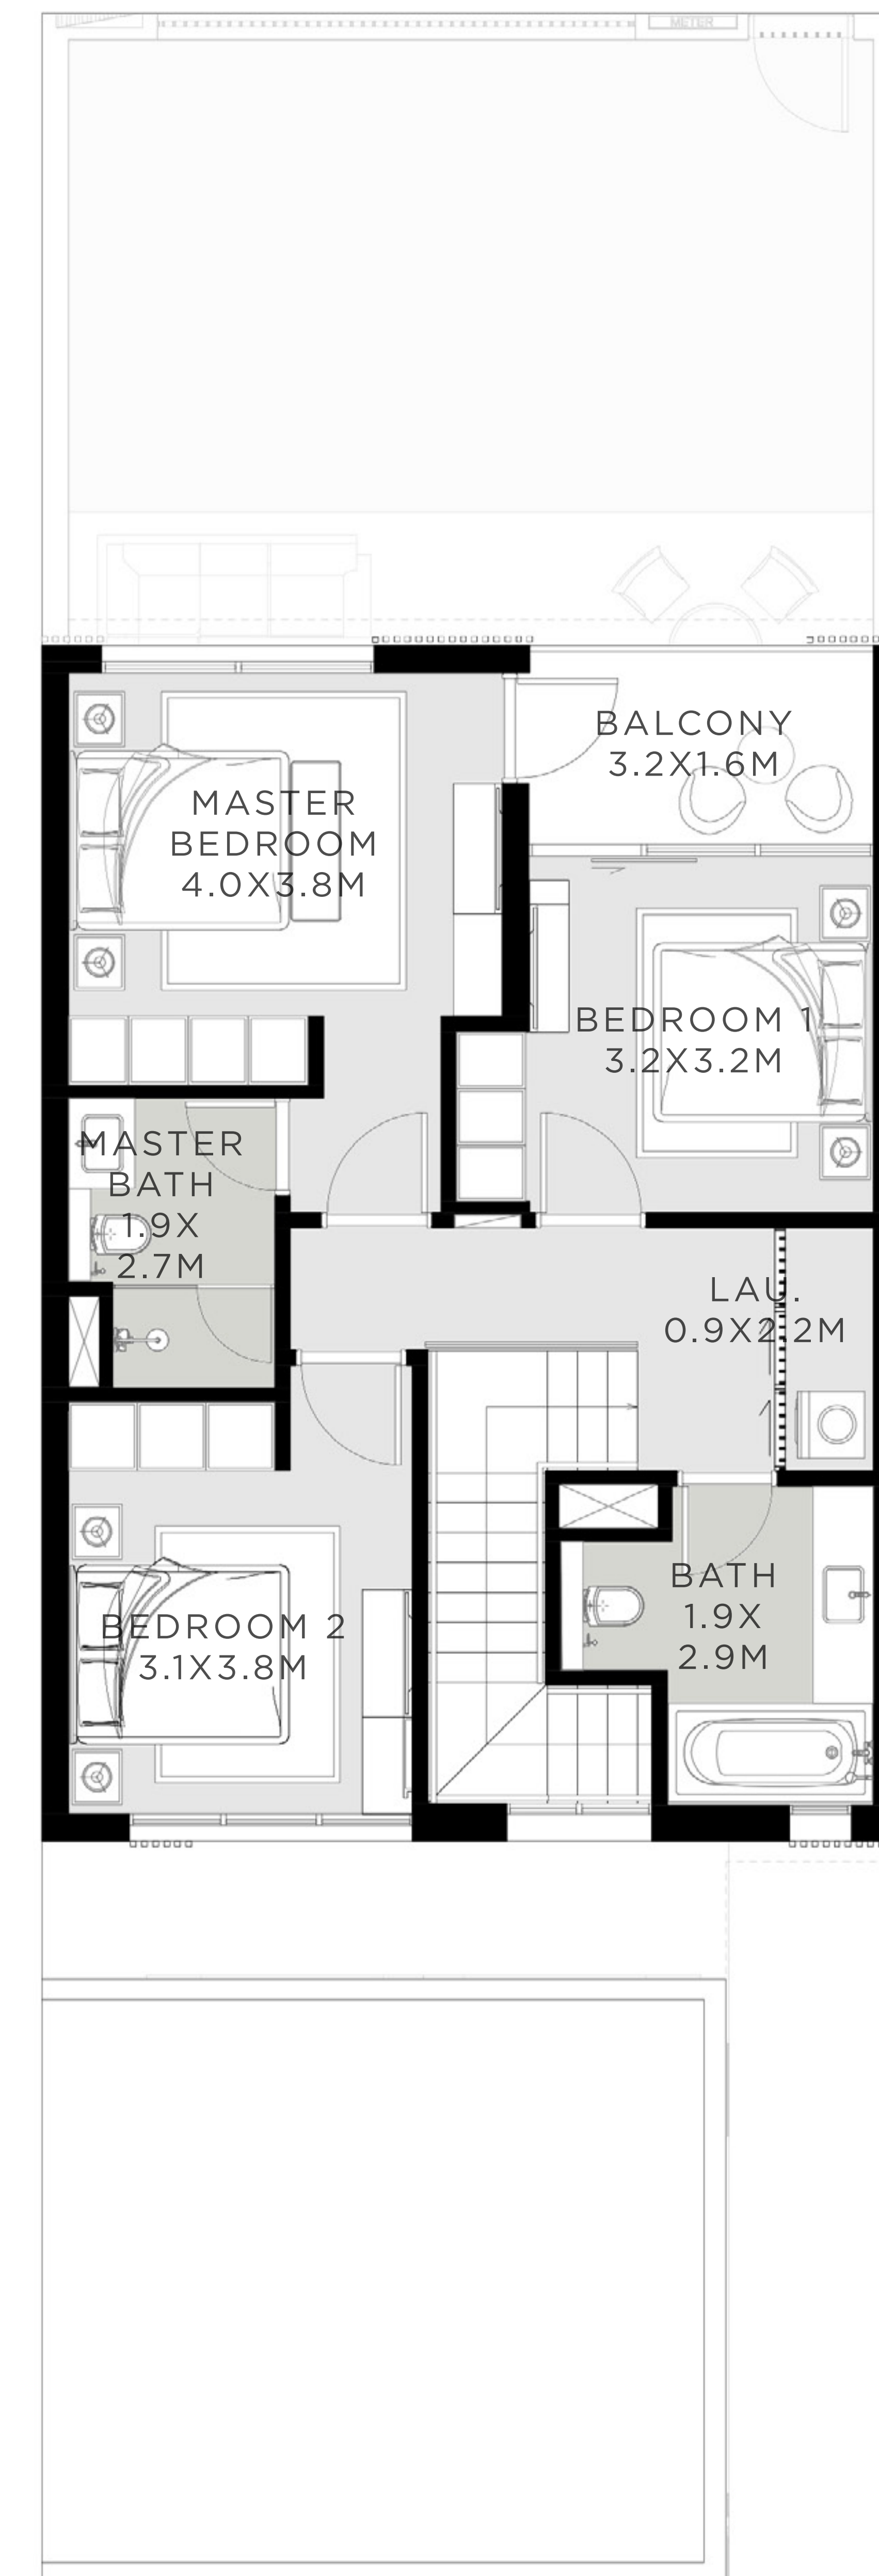 METER
BALCONY
3.2X1.6M
MASTER
BEDROOM
4.0X3.8M
BEDROOM 1
3.2X3.2M
MASTER
BATH
1.9X
2.7M
LAU.
0.9X2.2M
BATH
1.9X
2.9M
BEDROOM 2
3.1X3.8M